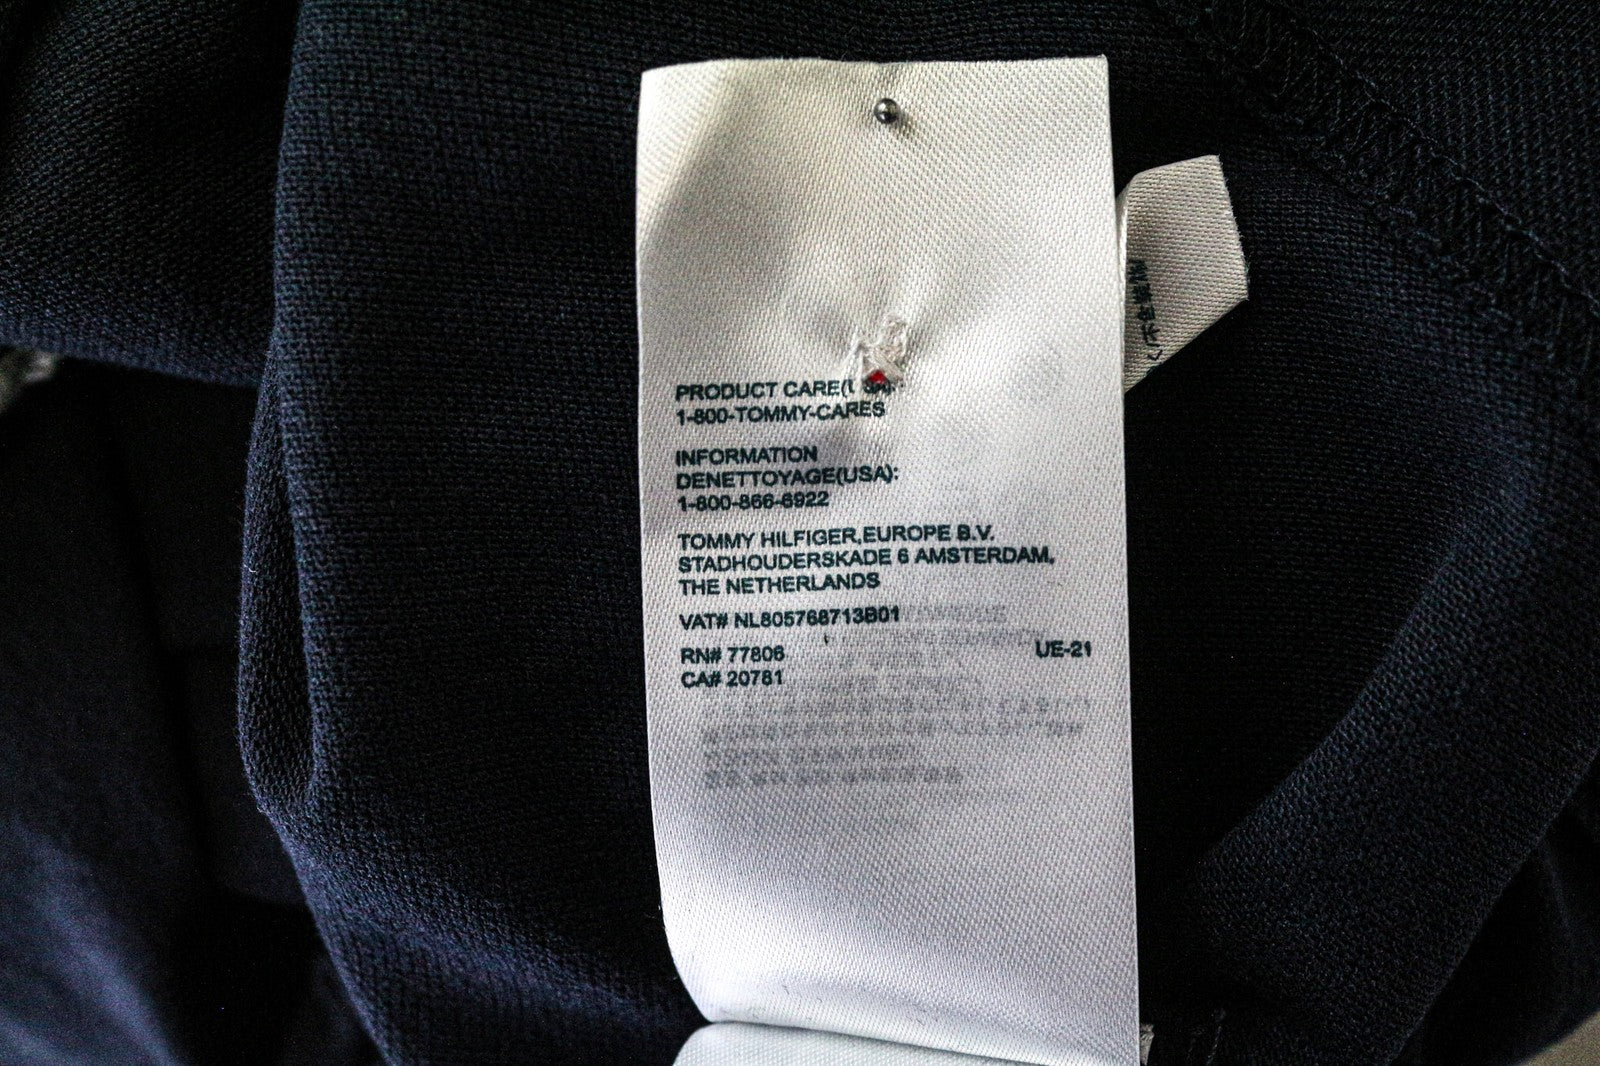 PRODUCT CARE(
1-800-TOMMY-CARES
INFORMATION
DENETTOYAGE(USA):
1-800-866-6922
TOMMY HILFIGER,EUROPE B.V.
STADHOUDERSKADE 6 AMSTERDAM,
THE NETHERLANDS
VAT# NL805768713B01
RN# 77806 UE-21
CA# 20781